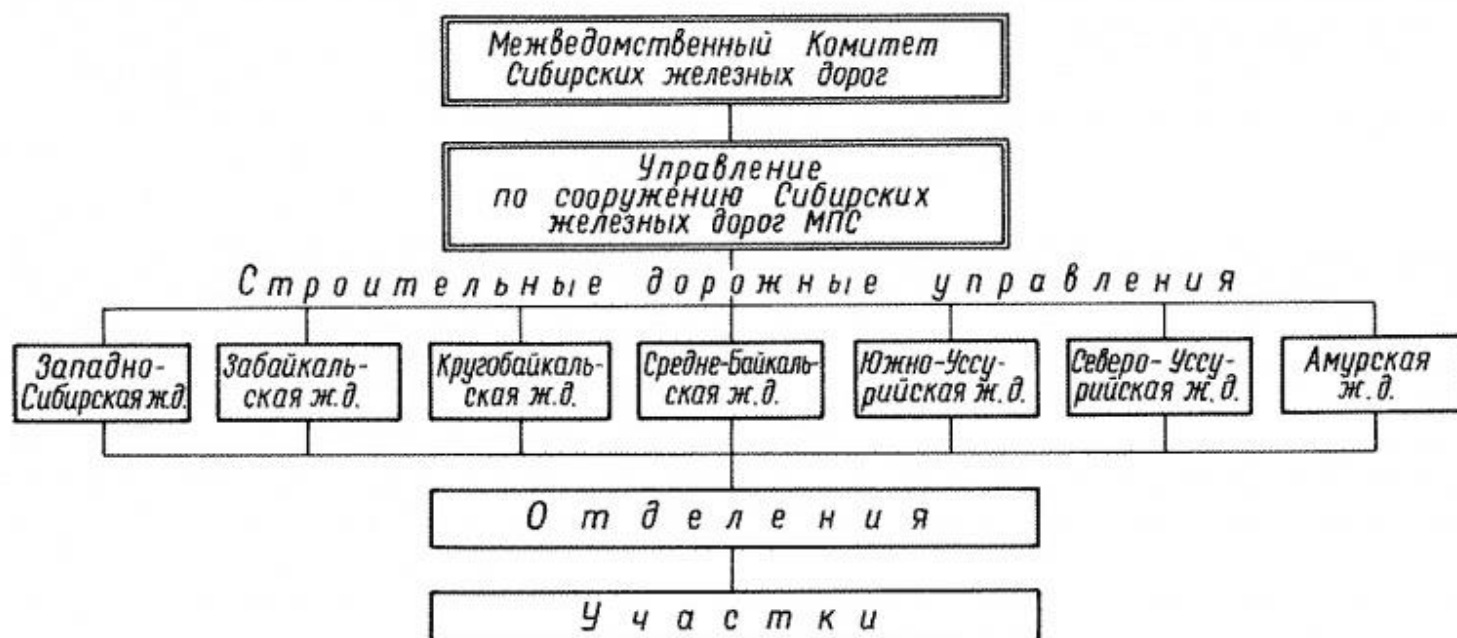 Межведомственный Комитет
Сибирских железных дорог
Управление
по сооружению Сибирских
железных дорог МПС
Строительные дорожные управления
Западно-
Сибирская ж.д.
Забайкаль-
ская ж.д.
Кругобайкаль-
ская ж.д.
Средне-Байкаль-
ская ж.д.
Южно-Уссу-
рийская ж.д.
Северо-Уссу-
рийская ж.д.
Амурская
ж.д.
Отделения
Участки